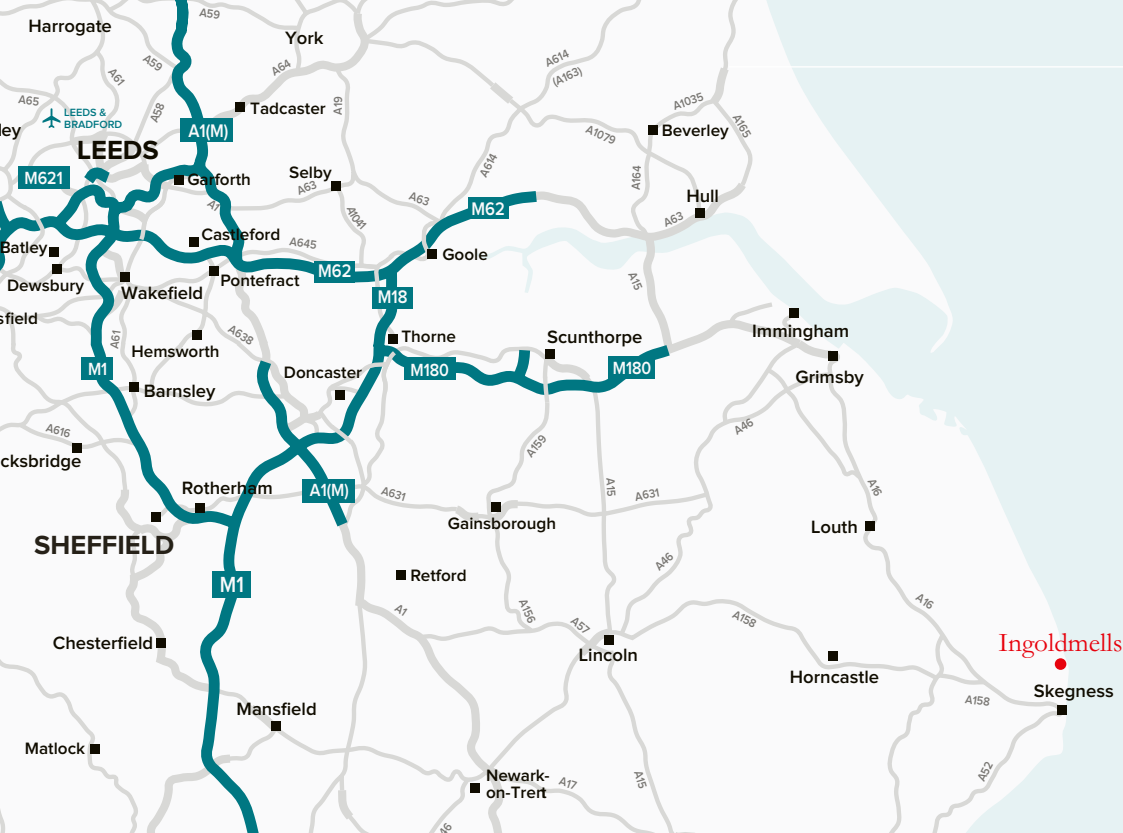 A59
Harrogate
York
A614
(A163)
A59
A64
A61
A65
A19
A1035
A58
Tadcaster
LEEDS &
BRADFORD
A165
ley
A1(M)
A1079
Beverley
LEEDS
A614
M621
Garforth
Selby
A164
A63
A63
Hull
A1
A1041
M62
A63
Castleford
A645
Batley
Goole
M62
Pontefract
A15
Dewsbury
Wakefield
M18
sfield
Immingham
A61
A638
Thorne
Scunthorpe
Hemsworth
M1
Doncaster
M180
M180
Grimsby
Barnsley
A616
A46
A159
cksbridge
Rotherham
A1(M)
A631
A15
A631
A16
Gainsborough
Louth
SHEFFIELD
A46
M1
Retford
A16
A1
A156
A57
A158
Chesterfield
Lincoln
Ingoldmells
Horncastle
Skegness
A158
Mansfield
Matlock
A52
Newark-
on-Trert
A17
A15
46